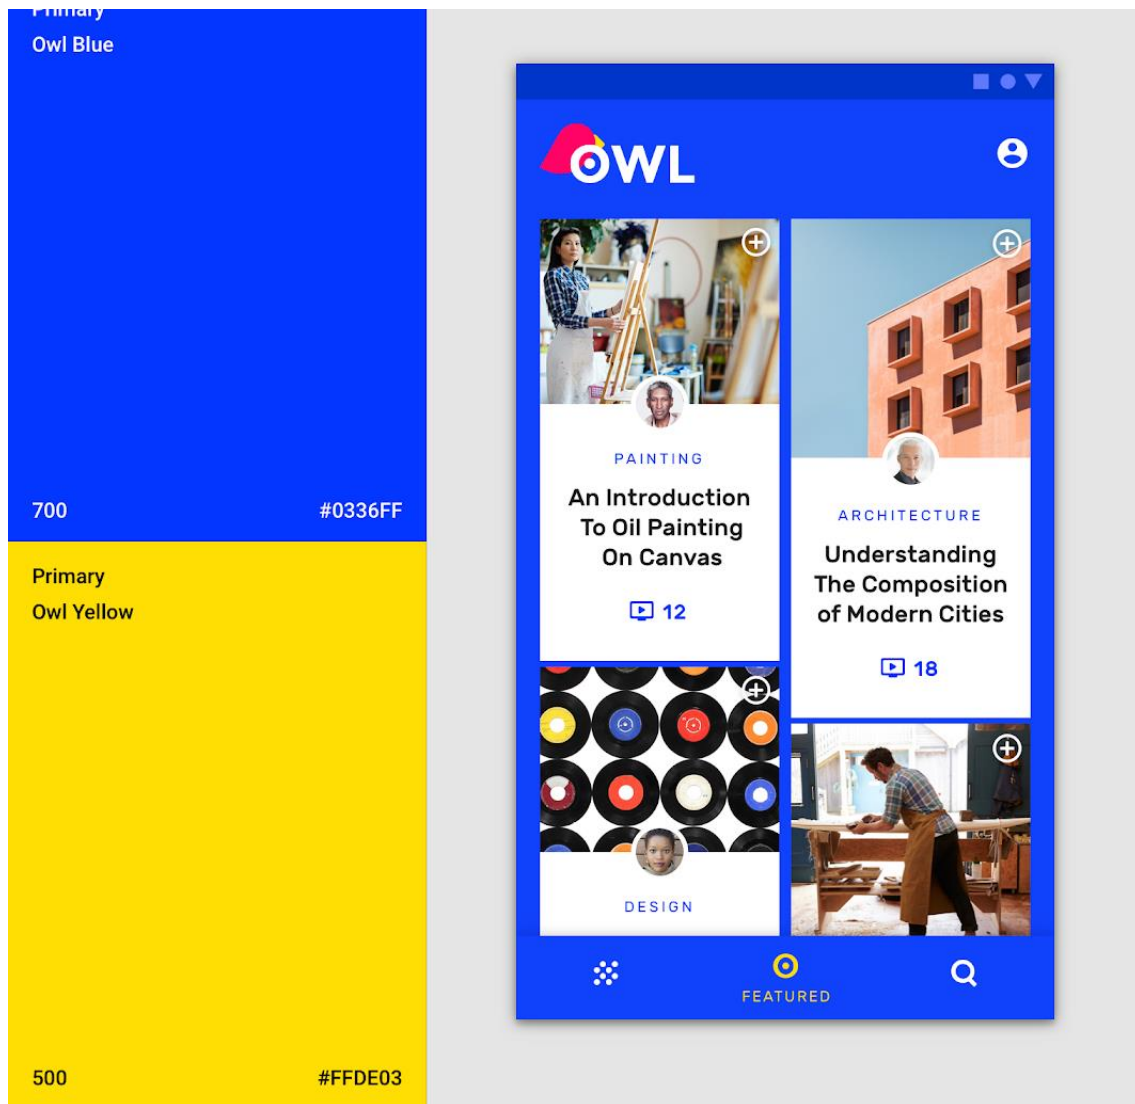 Primary
Owl Blue
700 #0336FF
Primary
Owl Yellow
500 #FFDE03
OWL
PAINTING
An Introduction
To Oil Painting
On Canvas
12
ARCHITECTURE
Understanding
The Composition
of Modern Cities
18
DESIGN
FEATURED